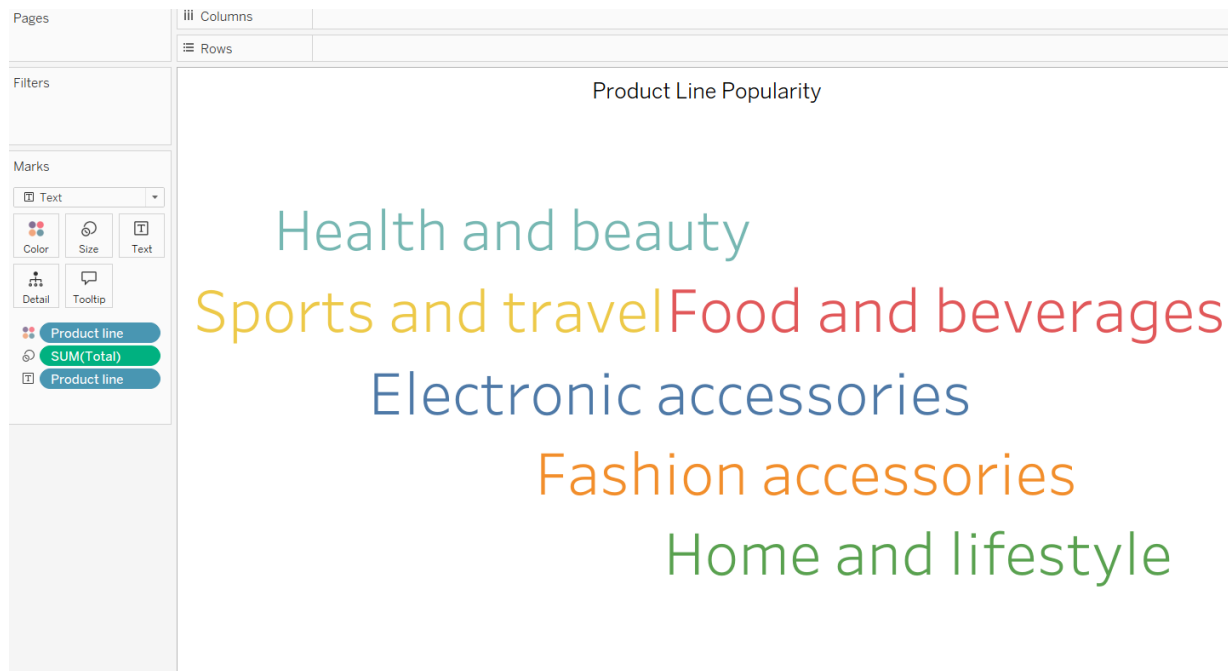 Pages
Columns
Rows
Filters
Product Line Popularity
Marks
Text
Color Size Text
Detail Tooltip
Product line
SUM(Total)
Product line
Health and beauty
Sports and travel Food and beverages
Electronic accessories
Fashion accessories
Home and lifestyle